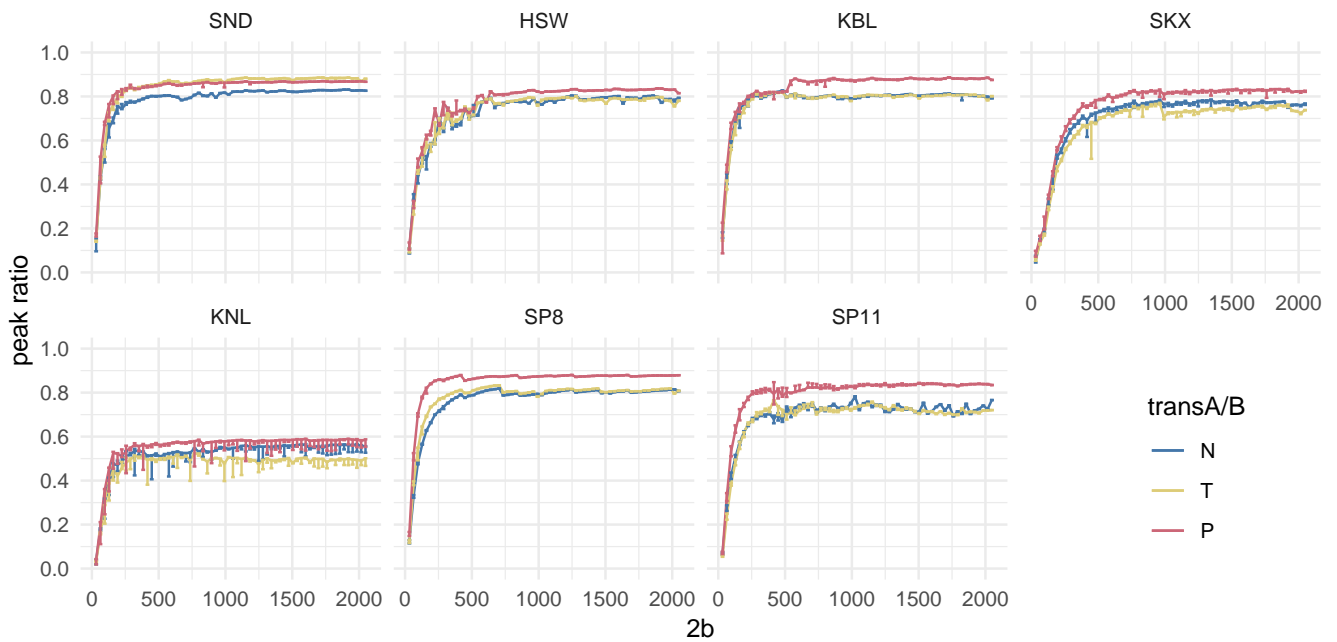 SND HSW KBL SKX
1.0
0.8
0.6
0.4
0.2
0.0
0 500 1000 1500 2000
KNL SP8 SP11
peak ratio
1.0
0.8
0.6
0.4
0.2
0.0
0 500 1000 1500 2000 0 500 1000 1500 2000 0 500 1000 1500 2000
2b
transA/B
N
T
P